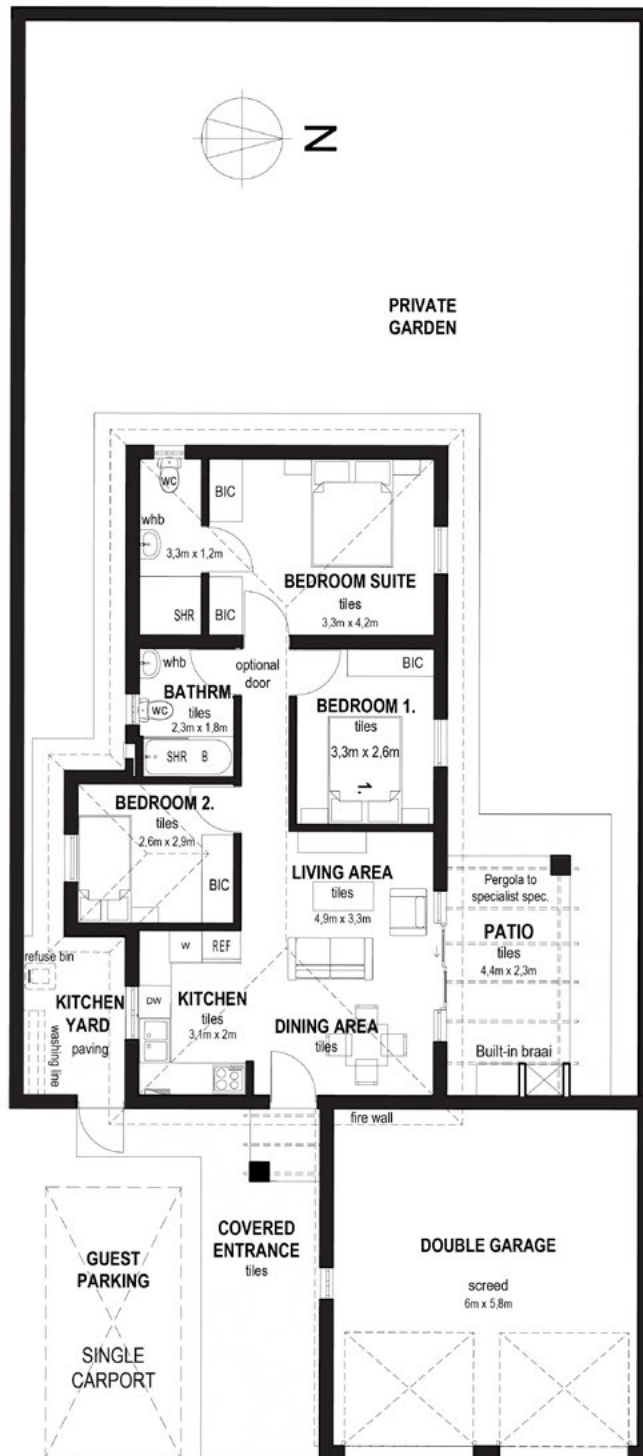 N
PRIVATE
GARDEN
WC
BIC
whb
3,3m x 1,2m
BEDROOM SUITE
tiles
3,3m x 4,2m
SHR
BIC
whb
optional
door
BIC
BATHRM
tiles
2,3m x 1,8m
WC
BEDROOM 1.
tiles
3,3m x 2,6m
SHR B
1.
BEDROOM 2.
tiles
2,6m x 2,9m
BIC
LIVING AREA
tiles
4,9m x 3,3m
Pergola to
specialist spec.
PATIO
tiles
4,4m x 2,3m
W
REF
refuse bin
KITCHEN
YARD
paving
washing line
DW
KITCHEN
tiles
3,1m x 2m
DINING AREA
tiles
Built-in braai
fire wall
COVERED
ENTRANCE
tiles
DOUBLE GARAGE
screed
6m x 5,8m
GUEST
PARKING
SINGLE
CARPORT